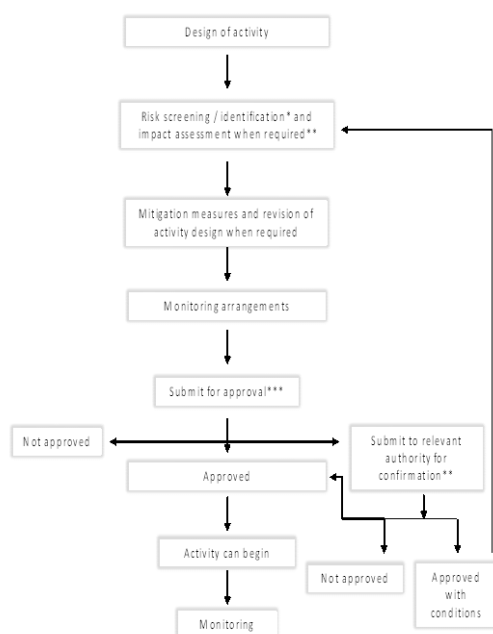 Design of activity
Risk screening / identification* and
impact assessment when required**
Mitigation measures and revision of
activity design when required
Monitoring arrangements
Submit for approval***
Not approved
Submit to relevant
authority for
confirmation**
Approved
Activity can begin
Not approved
Approved
with
conditions
Monitoring